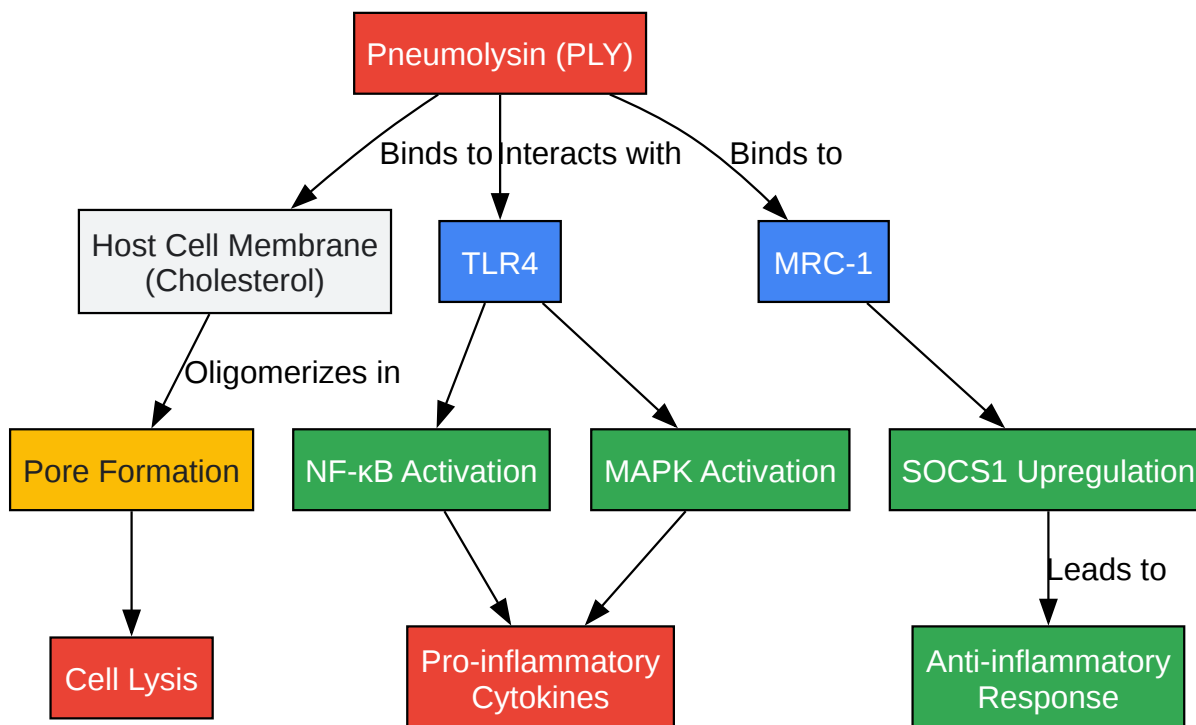 Pneumolysin (PLY)
Binds to
Interacts with
Binds to
Host Cell Membrane
(Cholesterol)
TLR4
MRC-1
Oligomerizes in
Pore Formation
NF-κB Activation
MAPK Activation
SOCS1 Upregulation
Leads to
Cell Lysis
Pro-inflammatory
Cytokines
Anti-inflammatory
Response